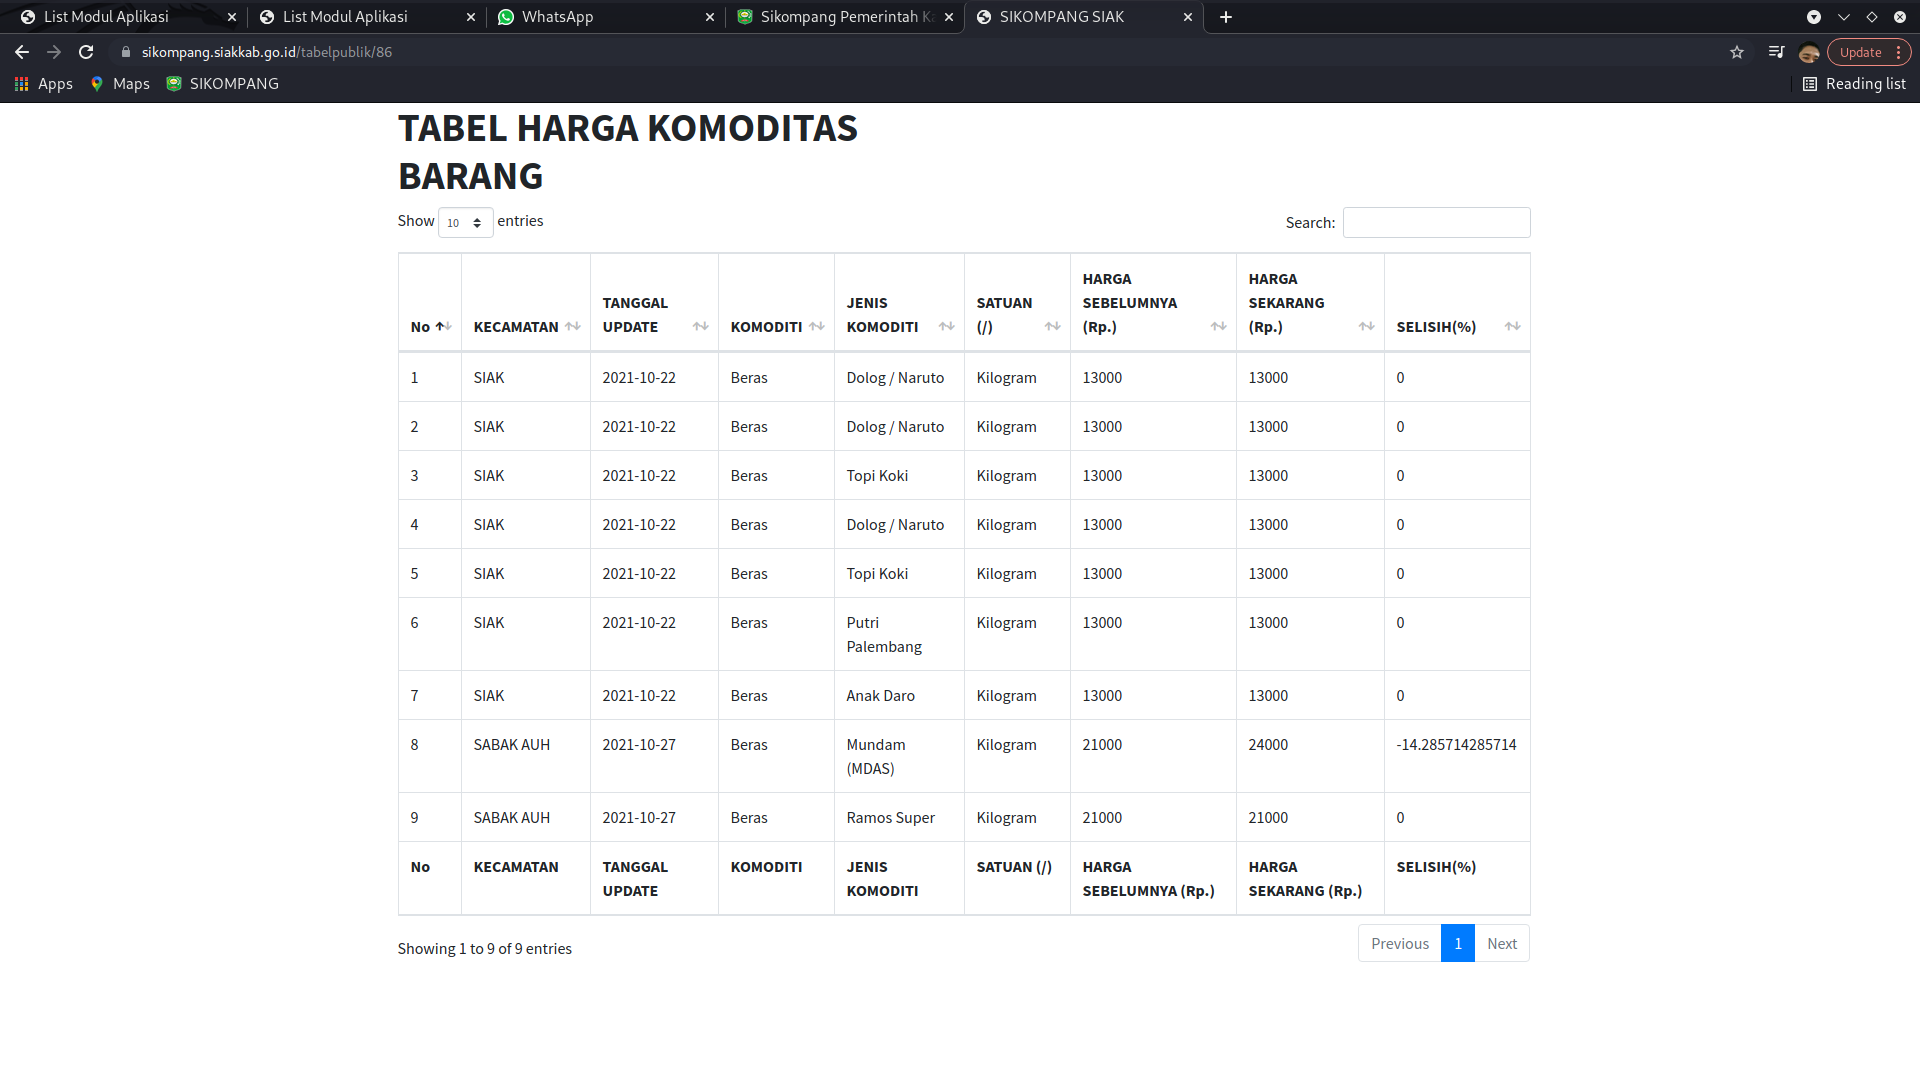 List Modul Aplikasi
List Modul Aplikasi
WhatsApp
Sikompang Pemerintah K
SIKOMPANG SIAK
sikompang.siakkab.go.id/tabelpublik/86
Update
Apps
Maps
SIKOMPANG
Reading list
TABEL HARGA KOMODITAS
BARANG
Show 10 entries
Search:
No
KECAMATAN
TANGGAL
UPDATE
KOMODITI
JENIS
KOMODITI
SATUAN
(/)
HARGA
SEBELUMNYA
(Rp.)
HARGA
SEKARANG
(Rp.)
SELISIH(%)
1 SIAK 2021-10-22 Beras Dolog / Naruto Kilogram 13000 13000 0
2 SIAK 2021-10-22 Beras Dolog / Naruto Kilogram 13000 13000 0
3 SIAK 2021-10-22 Beras Topi Koki Kilogram 13000 13000 0
4 SIAK 2021-10-22 Beras Dolog / Naruto Kilogram 13000 13000 0
5 SIAK 2021-10-22 Beras Topi Koki Kilogram 13000 13000 0
6 SIAK 2021-10-22 Beras Putri Kilogram 13000 13000 0
Palembang
7 SIAK 2021-10-22 Beras Anak Daro Kilogram 13000 13000 0
8 SABAK AUH 2021-10-27 Beras Mundam Kilogram 21000 24000 -14.285714285714
(MDAS)
9 SABAK AUH 2021-10-27 Beras Ramos Super Kilogram 21000 21000 0
No
KECAMATAN
TANGGAL
UPDATE
KOMODITI
JENIS
KOMODITI
SATUAN (/)
HARGA
SEBELUMNYA (Rp.)
HARGA
SEKARANG (Rp.)
SELISIH(%)
Showing 1 to 9 of 9 entries
Previous 1 Next